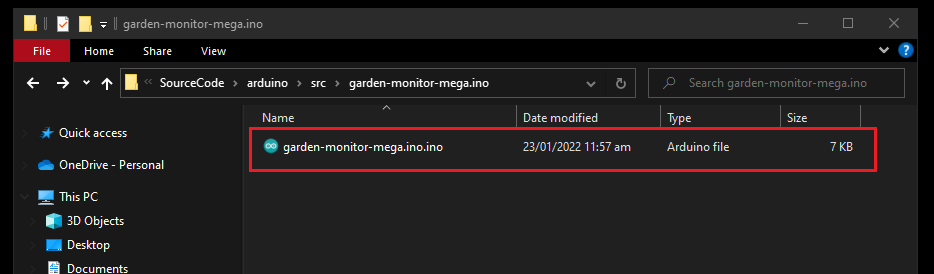 garden-monitor-mega.ino
File Home Share View
SourceCode arduino src garden-monitor-mega.ino Search garden-monitor-mega.ino
Name Date modified Type Size
Quick access
garden-monitor-mega.ino.ino 23/01/2022 11:57 am Arduino file 7 KB
OneDrive - Personal
This PC
3D Objects
Desktop
Documents